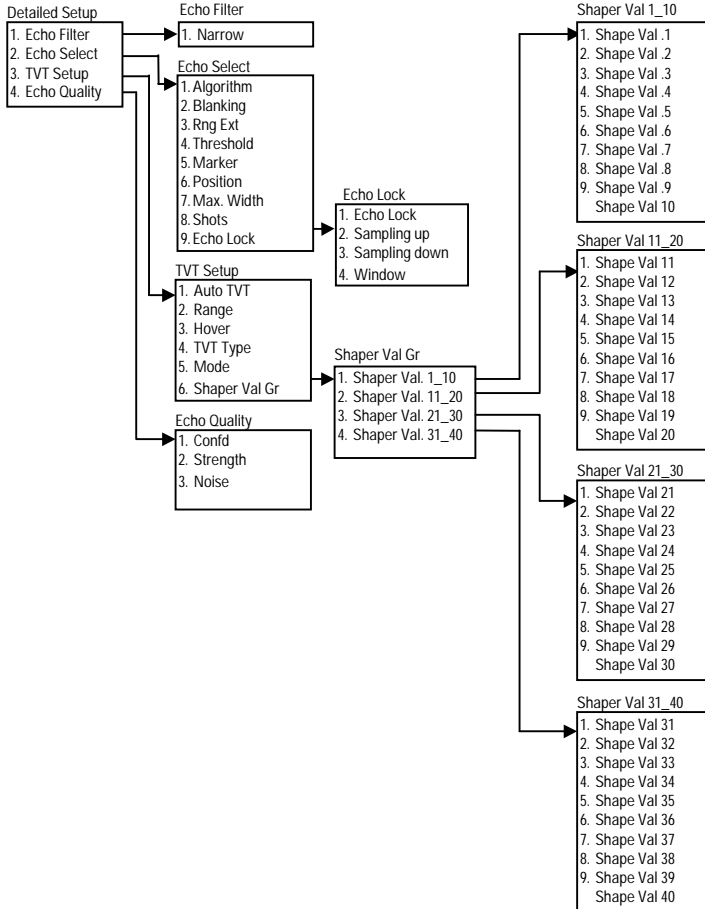 Detailed Setup
1. Echo Filter
2. Echo Select
3. TVT Setup
4. Echo Quality
Echo Filter
1. Narrow
Echo Select
1. Algorithm
2. Blanking
3. Rng Ext
4. Threshold
5. Marker
6. Position
7. Max. Width
8. Shots
9. Echo Lock
Echo Lock
1. Echo Lock
2. Sampling up
3. Sampling down
4. Window
TVT Setup
1. Auto TVT
2. Range
3. Hover
4. TVT Type
5. Mode
6. Shaper Val Gr
Echo Quality
1. Confd
2. Strength
3. Noise
Shaper Val Gr
1. Shaper Val. 1_10
2. Shaper Val. 11_20
3. Shaper Val. 21_30
4. Shaper Val. 31_40
Shaper Val 1_10
1. Shape Val .1
2. Shape Val .2
3. Shape Val .3
4. Shape Val .4
5. Shape Val .5
6. Shape Val .6
7. Shape Val .7
8. Shape Val .8
9. Shape Val .9
Shape Val 10
Shaper Val 11_20
1. Shape Val 11
2. Shape Val 12
3. Shape Val 13
4. Shape Val 14
5. Shape Val 15
6. Shape Val 16
7. Shape Val 17
8. Shape Val 18
9. Shape Val 19
Shape Val 20
Shaper Val 21_30
1. Shape Val 21
2. Shape Val 22
3. Shape Val 23
4. Shape Val 24
5. Shape Val 25
6. Shape Val 26
7. Shape Val 27
8. Shape Val 28
9. Shape Val 29
Shape Val 30
Shaper Val 31_40
1. Shape Val 31
2. Shape Val 32
3. Shape Val 33
4. Shape Val 34
5. Shape Val 35
6. Shape Val 36
7. Shape Val 37
8. Shape Val 38
9. Shape Val 39
Shape Val 40